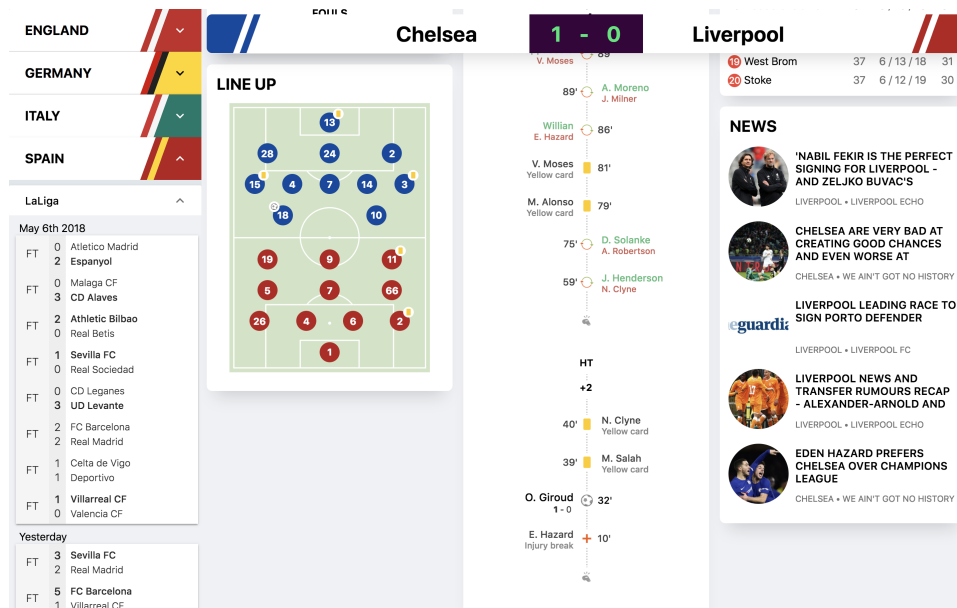 ENGLAND
GERMANY
ITALY
SPAIN
LaLiga
May 6th 2018
FT 0 Atletico Madrid
2 Espanyol
FT 0 Malaga CF
3 CD Alaves
FT 2 Athletic Bilbao
0 Real Betis
FT 1 Sevilla FC
0 Real Sociedad
FT 0 CD Leganes
3 UD Levante
FT 2 FC Barcelona
2 Real Madrid
FT 1 Celta de Vigo
1 Deportivo
FT 1 Villarreal CF
0 Valencia CF
Yesterday
FT 3 Sevilla FC
2 Real Madrid
FT 5 FC Barcelona
1 Villarreal CF
FOULS
Chelsea 1 - 0 Liverpool
LINE UP
13
28 24 2
15 4 7 14 3
18 10
19 9 11
5 7 66
26 4 6 2
1
V. Moses 89'
89' A. Moreno
J. Milner
Willian 86'
E. Hazard
V. Moses 81'
Yellow card
M. Alonso 79'
Yellow card
75' D. Solanke
A. Robertson
59' J. Henderson
N. Clyne
HT
+2
40' N. Clyne
Yellow card
39' M. Salah
Yellow card
O. Giroud 32'
1 - 0
E. Hazard 10'
Injury break
19 West Brom 37 6 / 13 / 18 31
20 Stoke 37 6 / 12 / 19 30
NEWS
'NABIL FEKIR IS THE PERFECT
SIGNING FOR LIVERPOOL -
AND ZELJKO BUVAC'S
LIVERPOOL • LIVERPOOL ECHO
CHELSEA ARE VERY BAD AT
CREATING GOOD CHANCES
AND EVEN WORSE AT
CHELSEA • WE AIN'T GOT NO HISTORY
eguardi
LIVERPOOL LEADING RACE TO
SIGN PORTO DEFENDER
LIVERPOOL • LIVERPOOL FC
LIVERPOOL NEWS AND
TRANSFER RUMOURS RECAP
- ALEXANDER-ARNOLD AND
LIVERPOOL • LIVERPOOL ECHO
EDEN HAZARD PREFERS
CHELSEA OVER CHAMPIONS
LEAGUE
CHELSEA • WE AIN'T GOT NO HISTORY